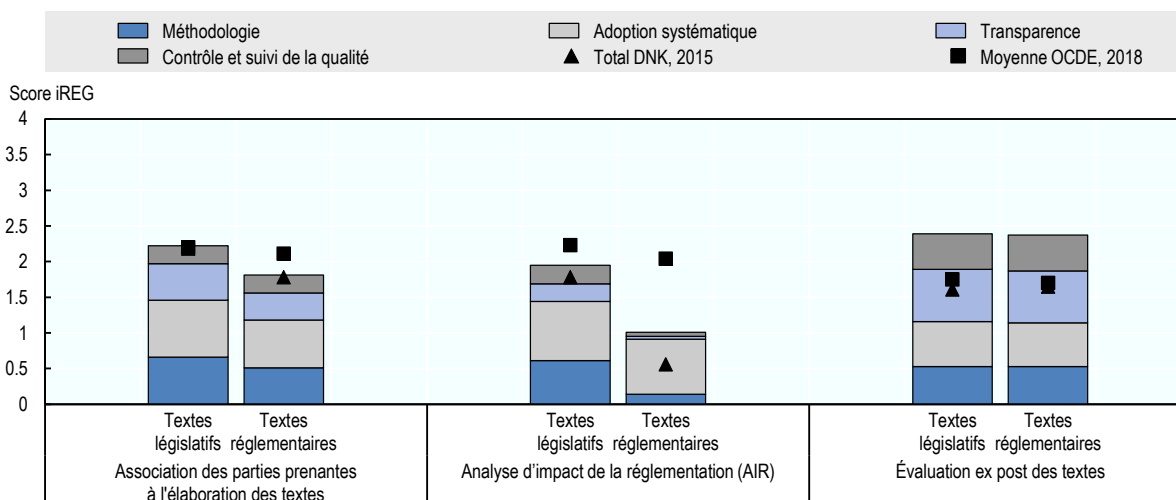 Méthodologie
Adoption systématique
Transparence
Contrôle et suivi de la qualité
Total DNK, 2015
Moyenne OCDE, 2018
Score iREG
4
3.5
3
2.5
2
1.5
1
0.5
0
Textes législatifs
Textes réglementaires
Textes législatifs
Textes réglementaires
Textes législatifs
Textes réglementaires
Association des parties prenantes
à l'élaboration des textes
Analyse d’impact de la réglementation (AIR)
Évaluation ex post des textes